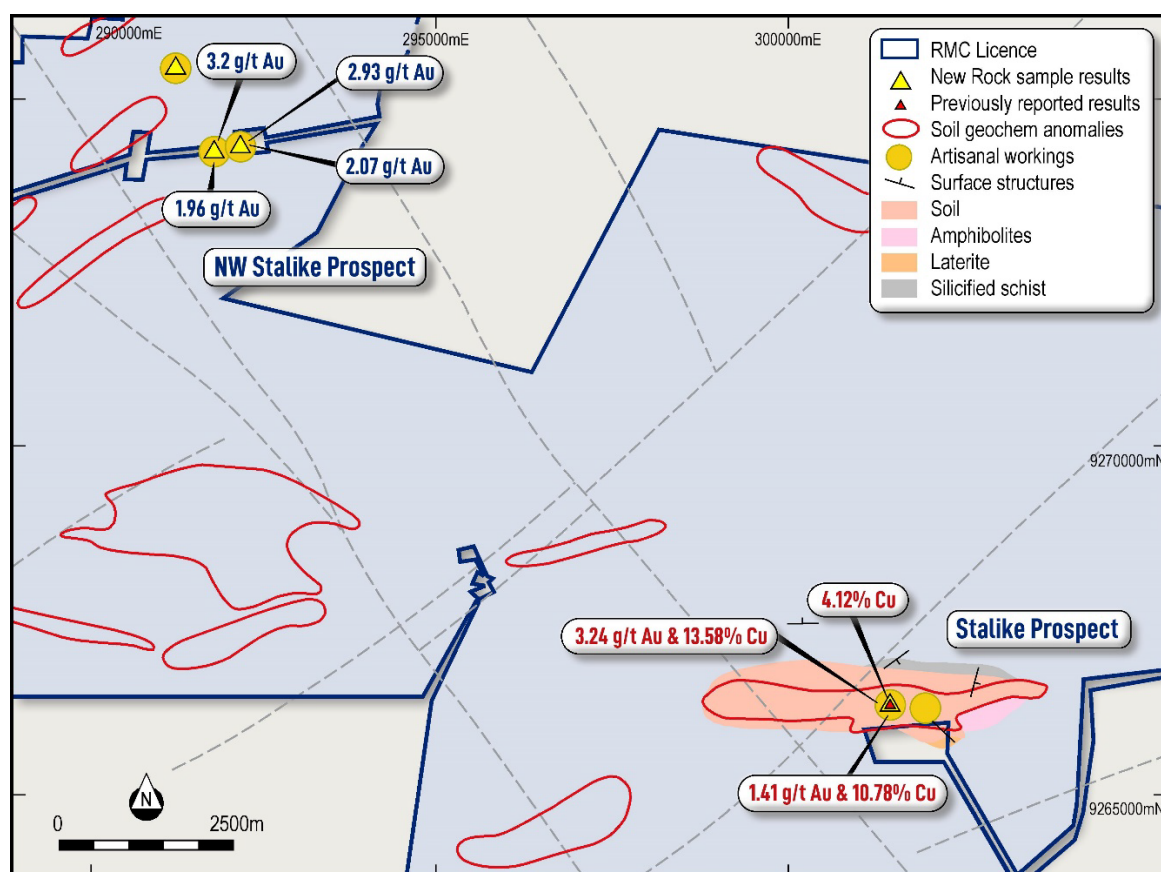 290000mE
295000mE
300000mE
3.2 g/t Au
2.93 g/t Au
2.07 g/t Au
1.96 g/t Au
NW Stalike Prospect
RMC Licence
New Rock sample results
Previously reported results
Soil geochem anomalies
Artisanal workings
Surface structures
Soil
Amphibolites
Laterite
Silicified schist
9270000mN
4.12% Cu
3.24 g/t Au & 13.58% Cu
Stalike Prospect
1.41 g/t Au & 10.78% Cu
9265000mN
N
0
2500m